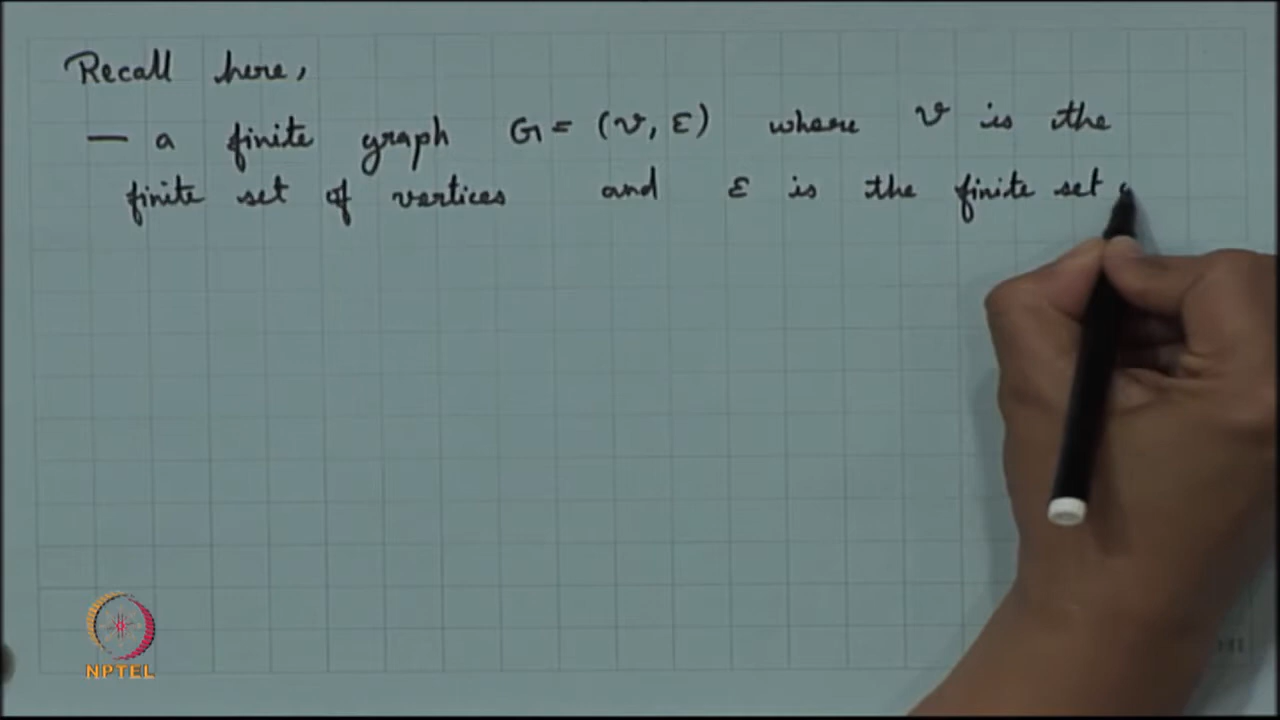 Recall here,
— a finite graph G = (v, ε) where v is the
finite set of vertices and ε is the finite set
NPTEL